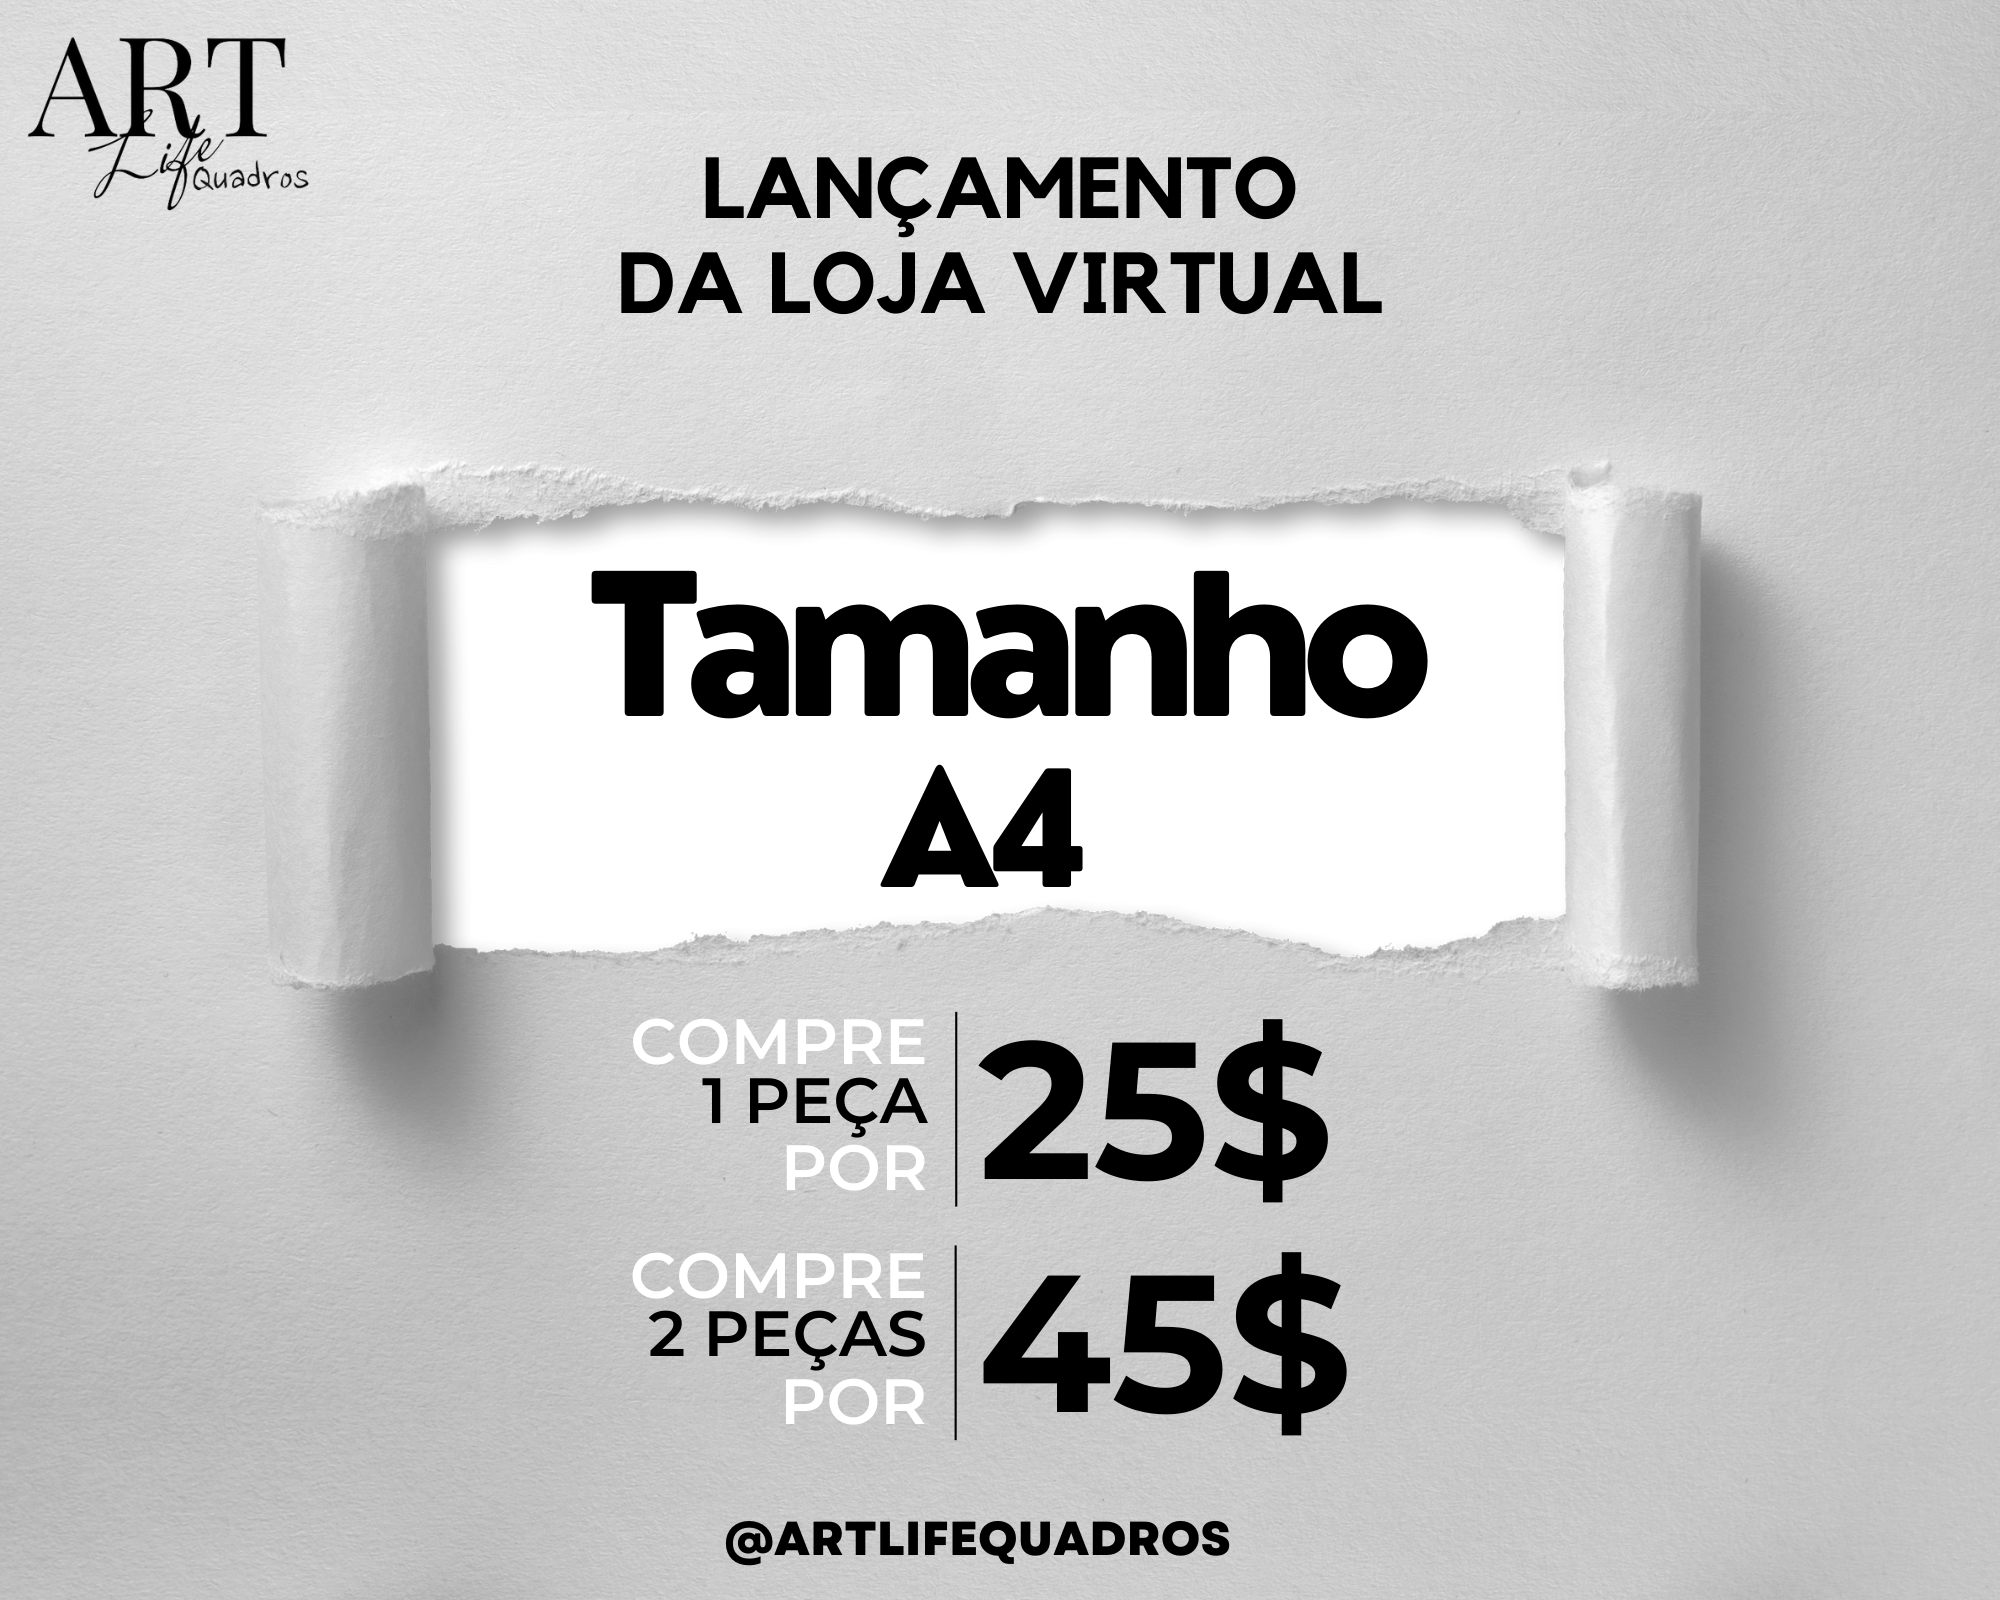 ART
Life
Quadros
LANÇAMENTO
DA LOJA VIRTUAL
Tamanho
A4
COMPRE
1 PEÇA
POR
25$
COMPRE
2 PEÇAS
POR
45$
@ARTLIFEQUADROS